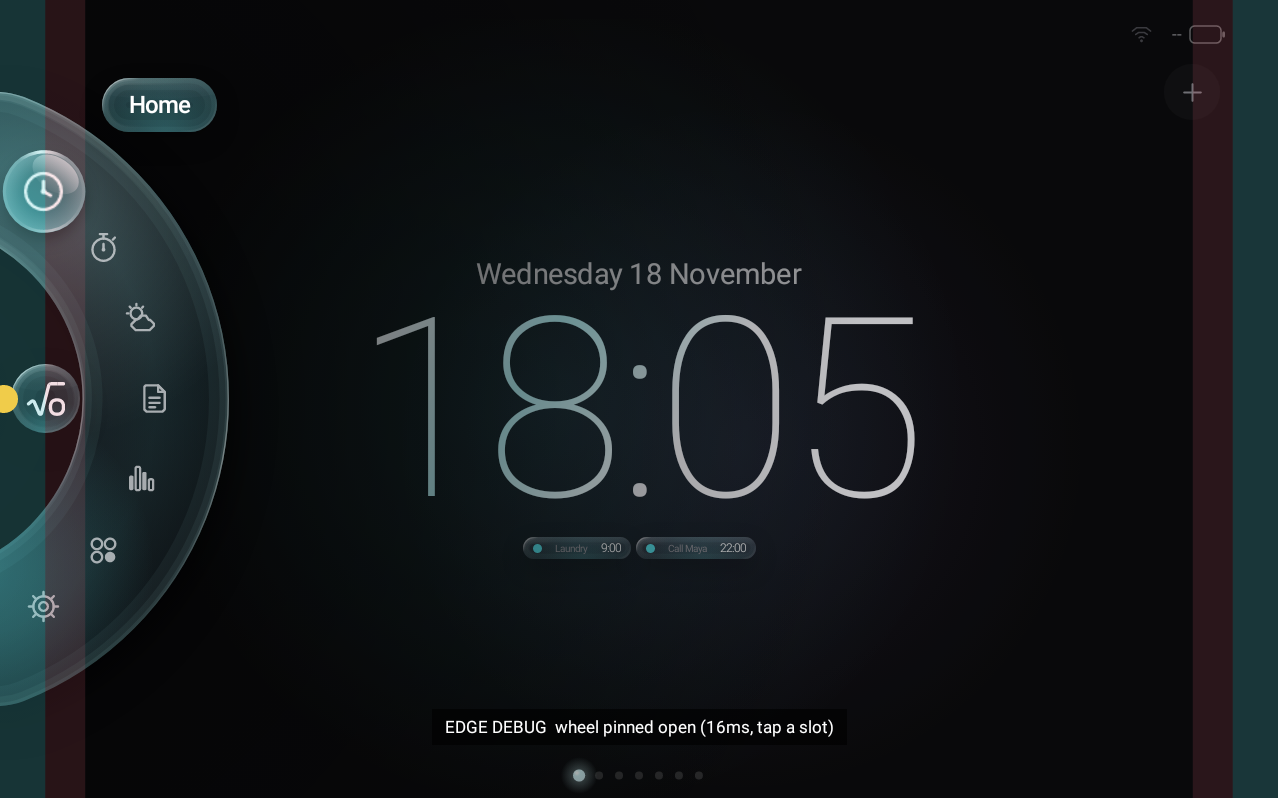 --
Home
Wednesday 18 November
18:05
Laundry 9:00 Call Maya 22:00
EDGE DEBUG wheel pinned open (16ms, tap a slot)